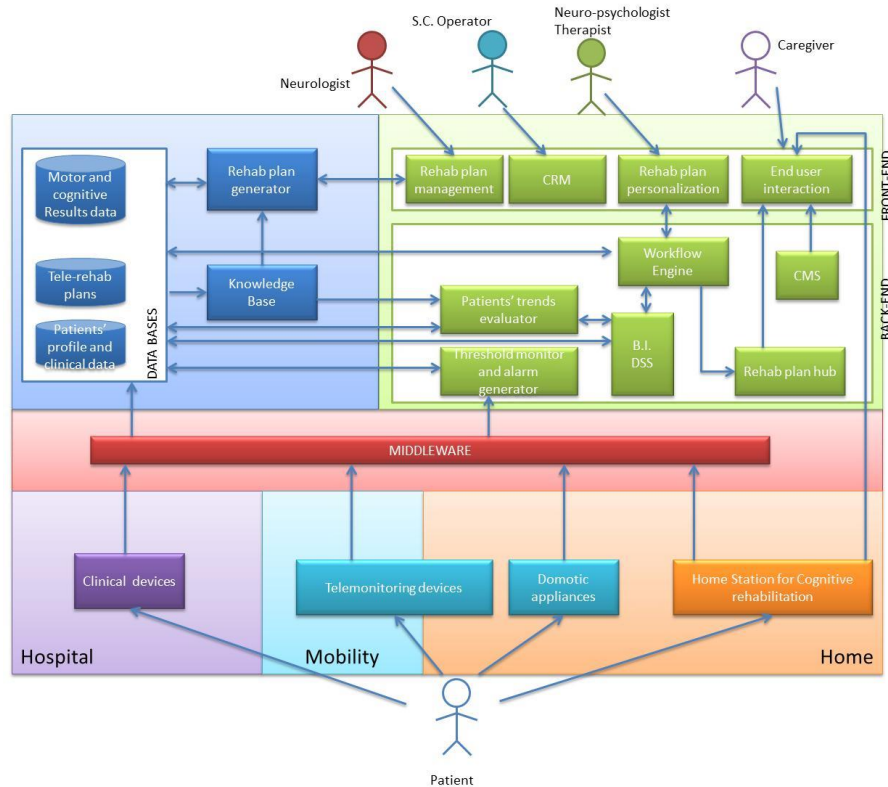 Neuro-psychologist
Therapist
S.C. Operator
Caregiver
Neurologist
Motor and
cognitive
Results data
Tele-rehab
plans
Patients'
profile and
clinical data
DATA BASES
Rehab plan
generator
Knowledge
Base
Rehab plan
management
CRM
Rehab plan
personalization
End user
interaction
FRONT-END
Workflow
Engine
CMS
Patients' trends
evaluator
B.I.
DSS
Threshold monitor
and alarm
generator
Rehab plan hub
BACK-END
MIDDLEWARE
Clinical devices
Telemonitoring devices
Domotic
appliances
Home Station for Cognitive
rehabilitation
Hospital
Mobility
Home
Patient